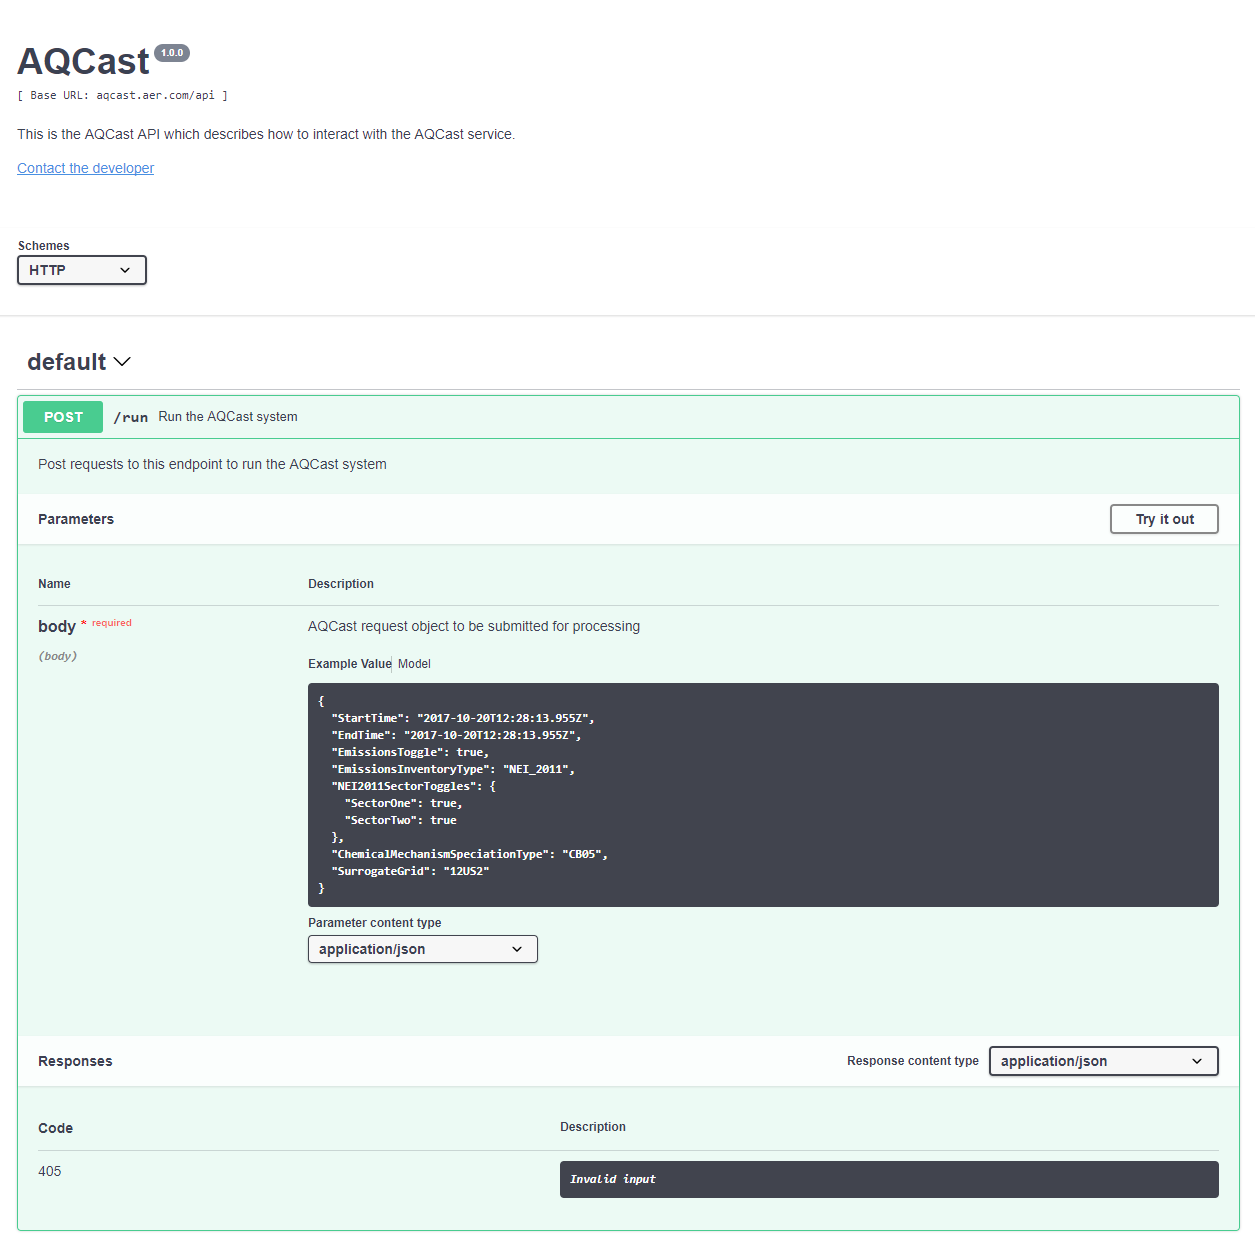 AQCast 1.0.0
[ Base URL: aqcast.aer.com/api ]
This is the AQCast API which describes how to interact with the AQCast service.
Contact the developer
Schemes
HTTP
default
POST /run Run the AQCast system
Post requests to this endpoint to run the AQCast system
Parameters Try it out
Name Description
body * required AQCast request object to be submitted for processing
(body)
Example Value Model
{
"StartTime": "2017-10-20T12:28:13.955Z",
"EndTime": "2017-10-20T12:28:13.955Z",
"EmissionsToggle": true,
"EmissionsInventoryType": "NEI_2011",
"NEI2011SectorToggles": {
"SectorOne": true,
"SectorTwo": true
},
"ChemicalMechanismSpeciationType": "CB05",
"SurrogateGrid": "12US2"
}
Parameter content type
application/json
Responses Response content type application/json
Code Description
405 Invalid input